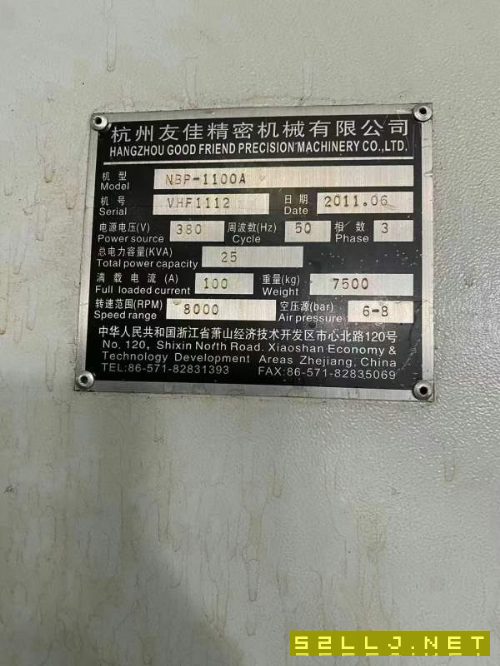 杭州友佳精密机械有限公司
HANGZHOU GOOD FRIEND PRECISION MACHINERY CO.,LTD.
机型 Model NBP-1100A
机号 Serial VHF1112 日期 Date 2011.06
电源电压(V) Power source 380 周波数(Hz) Cycle 50 相数 Phase 3
总电力容量(KVA) Total power capacity 25
满载电流(A) Full loaded current 100 重量(kg) Weight 7500
转速范围(RPM) Speed range 8000 空压源(bar) Air pressure 6-8
中华人民共和国浙江省萧山经济技术开发区市心北路120号
No. 120, Shixin North Road. Xiaoshan Economy &
Technology Development Areas Zhejiang, China
TEL:86-571-82831393 FAX:86-571-82835069
52LLJ.NET